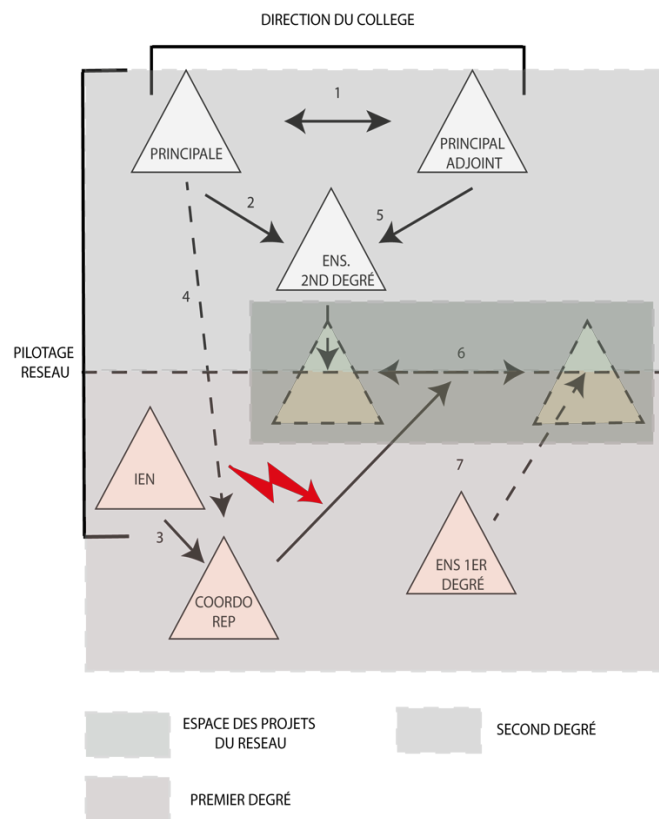 DIRECTION DU COLLEGE
1
PRINCIPALE
PRINCIPAL
ADJOINT
2
5
ENS.
2ND DEGRÉ
4
PILOTAGE
RESEAU
6
IEN
7
3
ENS 1ER
DEGRÉ
COORDO
REP
ESPACE DES PROJETS
DU RESEAU
SECOND DEGRÉ
PREMIER DEGRÉ